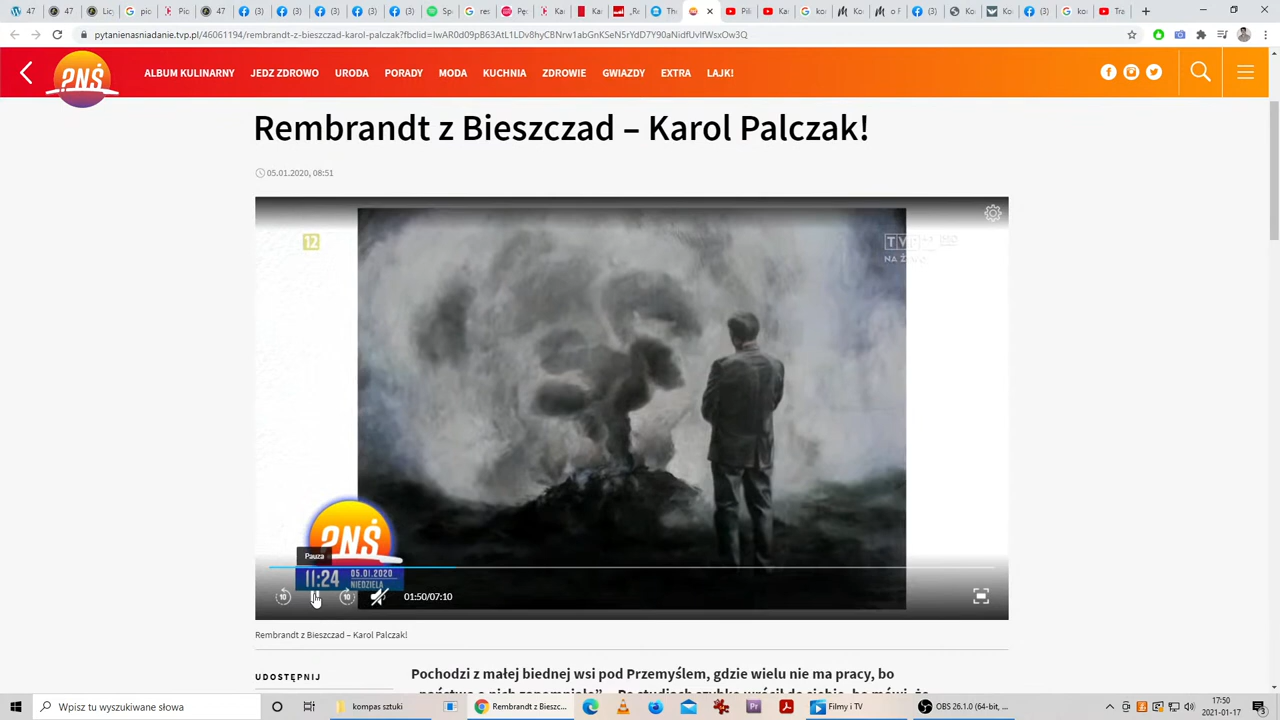 pytanienasniadanie.tvp.pl/46061194/rembrandt-z-bieszczad-karol-palczak?fbclid=IwAR0d09pB63AtL1LDv8hyCBNrw1abGnKSeN5rYdD7Y90aNidfUvlfWsxOw3Q
PNŚ
ALBUM KULINARNY JEDZ ZDROWO URODA PORADY MODA KUCHNIA ZDROWIE GWIAZDY EXTRA LAJK!
Rembrandt z Bieszczad – Karol Palczak!
05.01.2020, 08:51
12
NA
PNŚ
Pauza
11:24 05.01.2020
NIEDZIELA
10 10 01:50/07:10
Rembrandt z Bieszczad – Karol Palczak!
UDOSTĘPNIJ
Pochodzi z małej biednej wsi pod Przemyślem, gdzie wielu nie ma pracy, bo
Wpisz tu wyszukiwane słowa
kompas sztuki
Rembrandt z Bieszc...
Filmy i TV
OBS 26.1.0 (64-bit, ...
17:50
2021-01-17